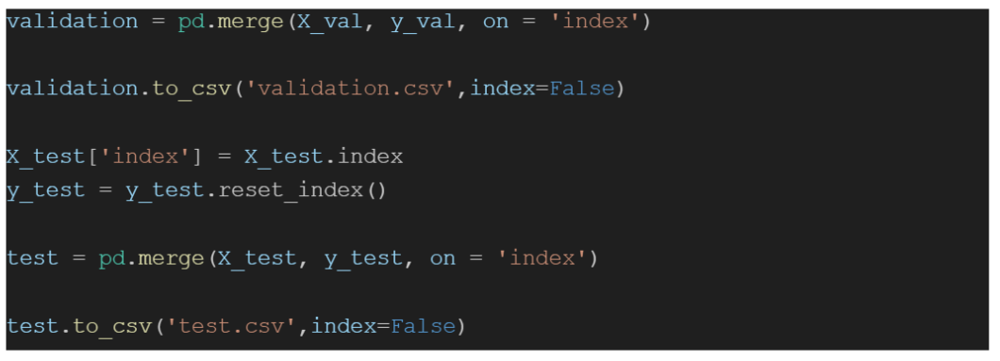 validation = pd.merge(X_val, y_val, on = 'index')
validation.to_csv('validation.csv',index=False)
X_test['index'] = X_test.index
y_test = y_test.reset_index()
test = pd.merge(X_test, y_test, on = 'index')
test.to_csv('test.csv',index=False)